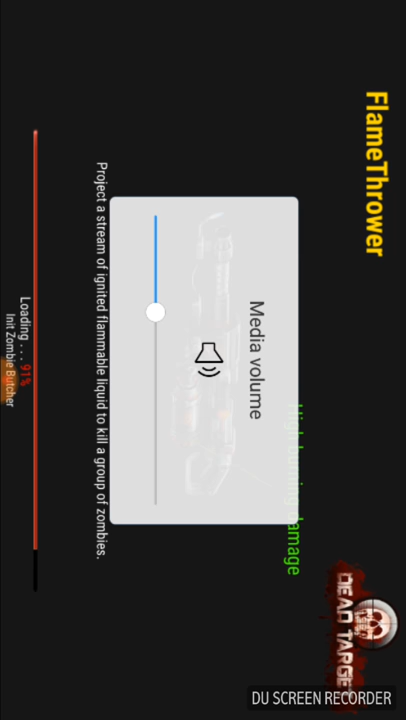 FlameThrower
DEAD TARGET
High burning damage
Media volume
Project a stream of ignited flammable liquid to kill a group of zombies.
Loading . . . 91%
Init Zombie Butcher
DU SCREEN RECORDER